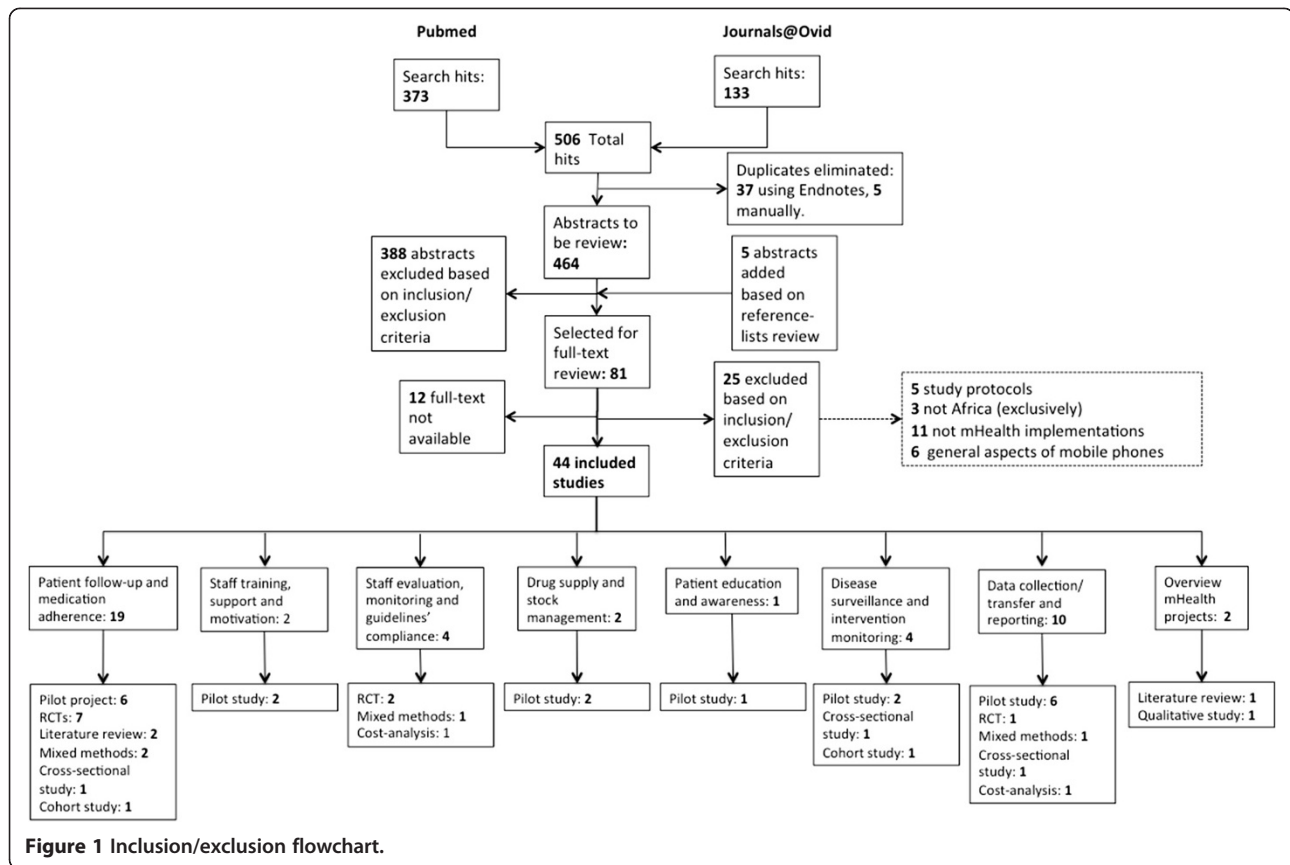 Pubmed
Journals@Ovid
Search hits:
373
Search hits:
133
506 Total
hits
Duplicates eliminated:
37 using Endnotes, 5
manually.
Abstracts to
be review:
464
388 abstracts
excluded based
on inclusion/
exclusion
criteria
5 abstracts
added
based on
reference-
lists review
Selected for
full-text
review: 81
12 full-text
not
available
25 excluded
based on
inclusion/
exclusion
criteria
5 study protocols
3 not Africa (exclusively)
11 not mHealth implementations
6 general aspects of mobile phones
44 included
studies
Patient follow-up and
medication
adherence: 19
Staff training,
support and
motivation: 2
Staff evaluation,
monitoring and
guidelines’
compliance: 4
Drug supply and
stock
management: 2
Patient education
and awareness: 1
Disease
surveillance and
intervention
monitoring: 4
Data collection/
transfer and
reporting: 10
Overview
mHealth
projects: 2
Pilot project: 6
RCTs: 7
Literature review: 2
Mixed methods: 2
Cross-sectional
study: 1
Cohort study: 1
Pilot study: 2
RCT: 2
Mixed methods: 1
Cost-analysis: 1
Pilot study: 2
Pilot study: 1
Pilot study: 2
Cross-sectional
study: 1
Cohort study: 1
Pilot study: 6
RCT: 1
Mixed methods: 1
Cross-sectional
study: 1
Cost-analysis: 1
Literature review: 1
Qualitative study: 1
Figure 1 Inclusion/exclusion flowchart.